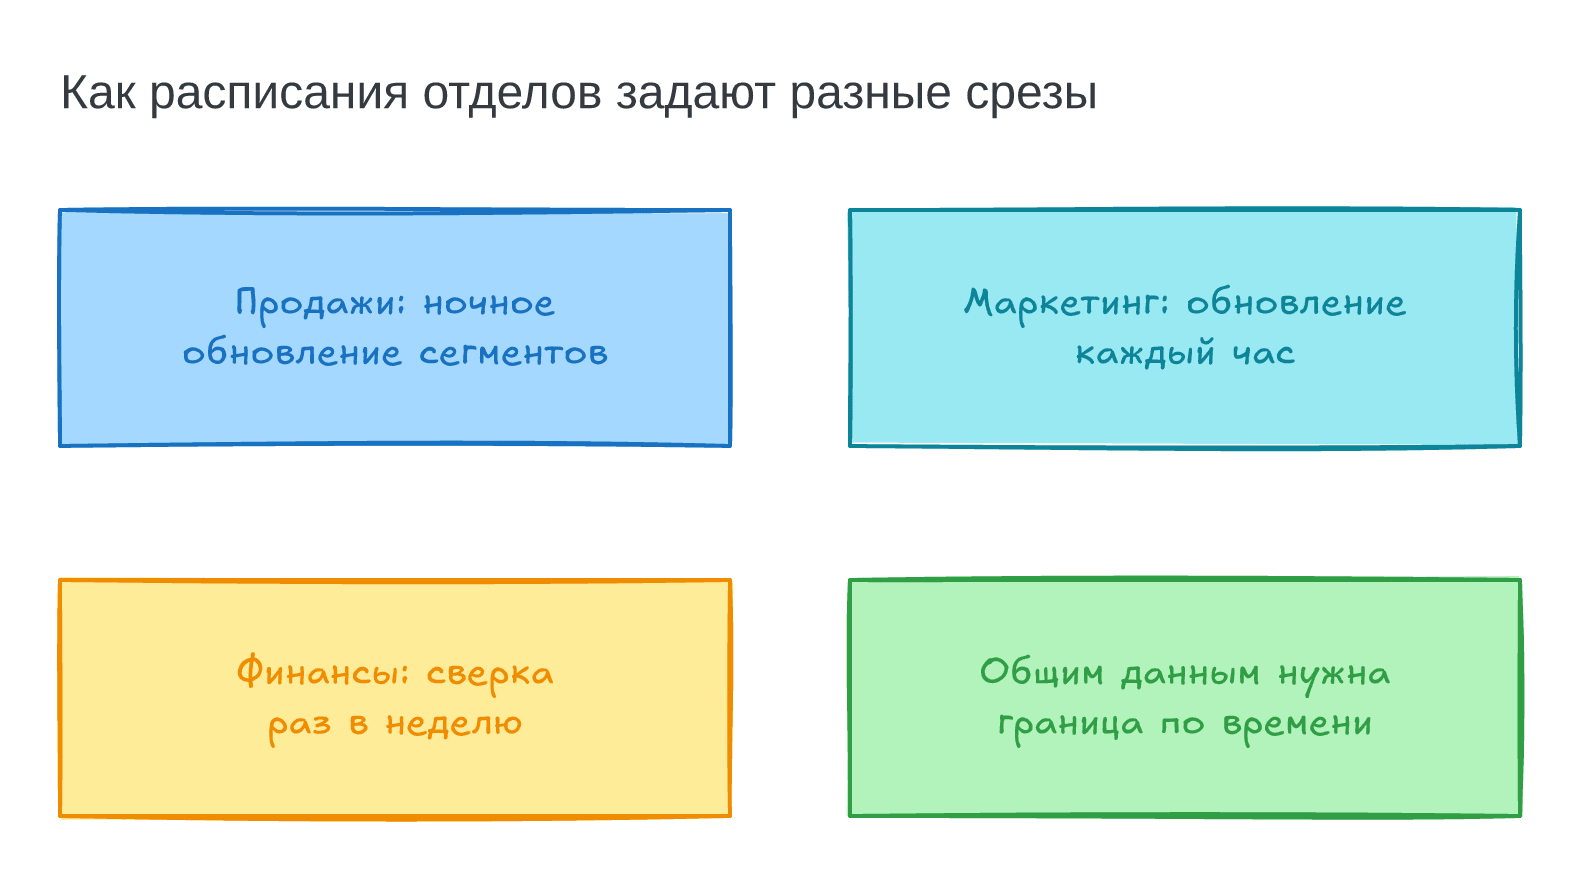 Как расписания отделов задают разные срезы
Продажи: ночное
обновление сегментов
Маркетинг: обновление
каждый час
Финансы: сверка
раз в неделю
Общим данным нужна
граница по времени